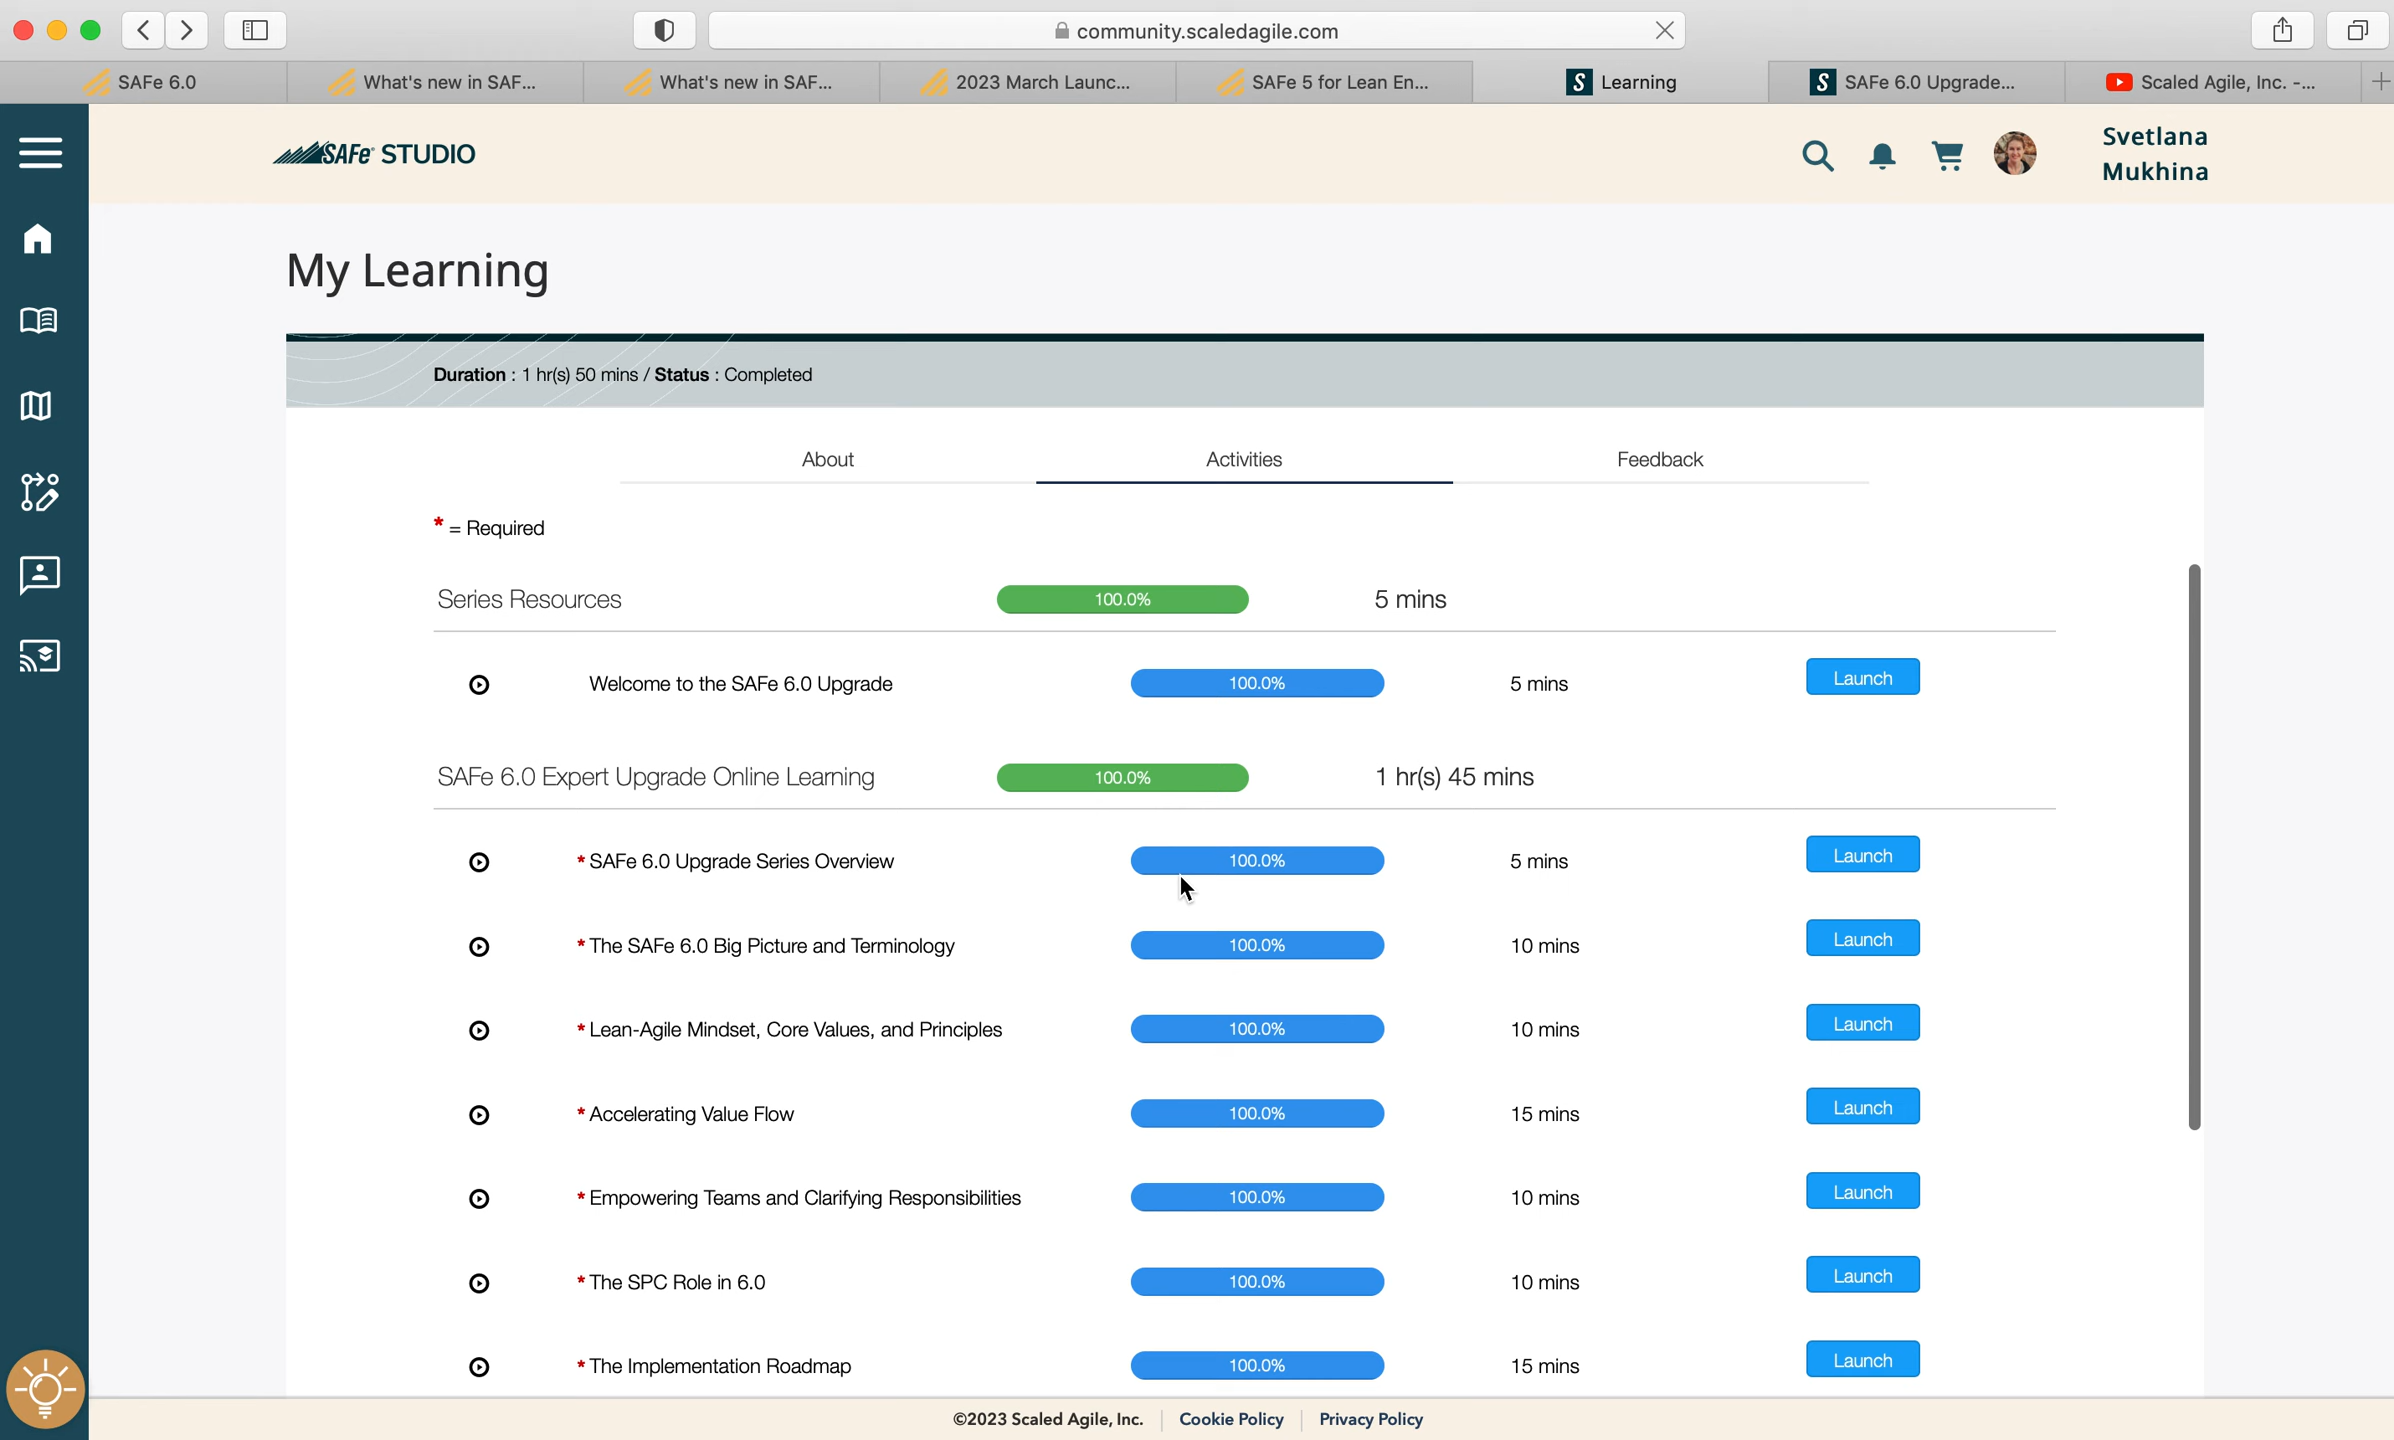 community.scaledagile.com
SAFe 6.0
What's new in SAF...
What's new in SAF...
2023 March Launc...
SAFe 5 for Lean En...
S Learning
S SAFe 6.0 Upgrade...
Scaled Agile, Inc. -...
SAFe STUDIO
Svetlana
Mukhina
My Learning
Duration : 1 hr(s) 50 mins / Status : Completed
About
Activities
Feedback
* = Required
Series Resources 100.0% 5 mins
Welcome to the SAFe 6.0 Upgrade 100.0% 5 mins Launch
SAFe 6.0 Expert Upgrade Online Learning 100.0% 1 hr(s) 45 mins
* SAFe 6.0 Upgrade Series Overview 100.0% 5 mins Launch
* The SAFe 6.0 Big Picture and Terminology 100.0% 10 mins Launch
* Lean-Agile Mindset, Core Values, and Principles 100.0% 10 mins Launch
* Accelerating Value Flow 100.0% 15 mins Launch
* Empowering Teams and Clarifying Responsibilities 100.0% 10 mins Launch
* The SPC Role in 6.0 100.0% 10 mins Launch
* The Implementation Roadmap 100.0% 15 mins Launch
©2023 Scaled Agile, Inc. | Cookie Policy | Privacy Policy